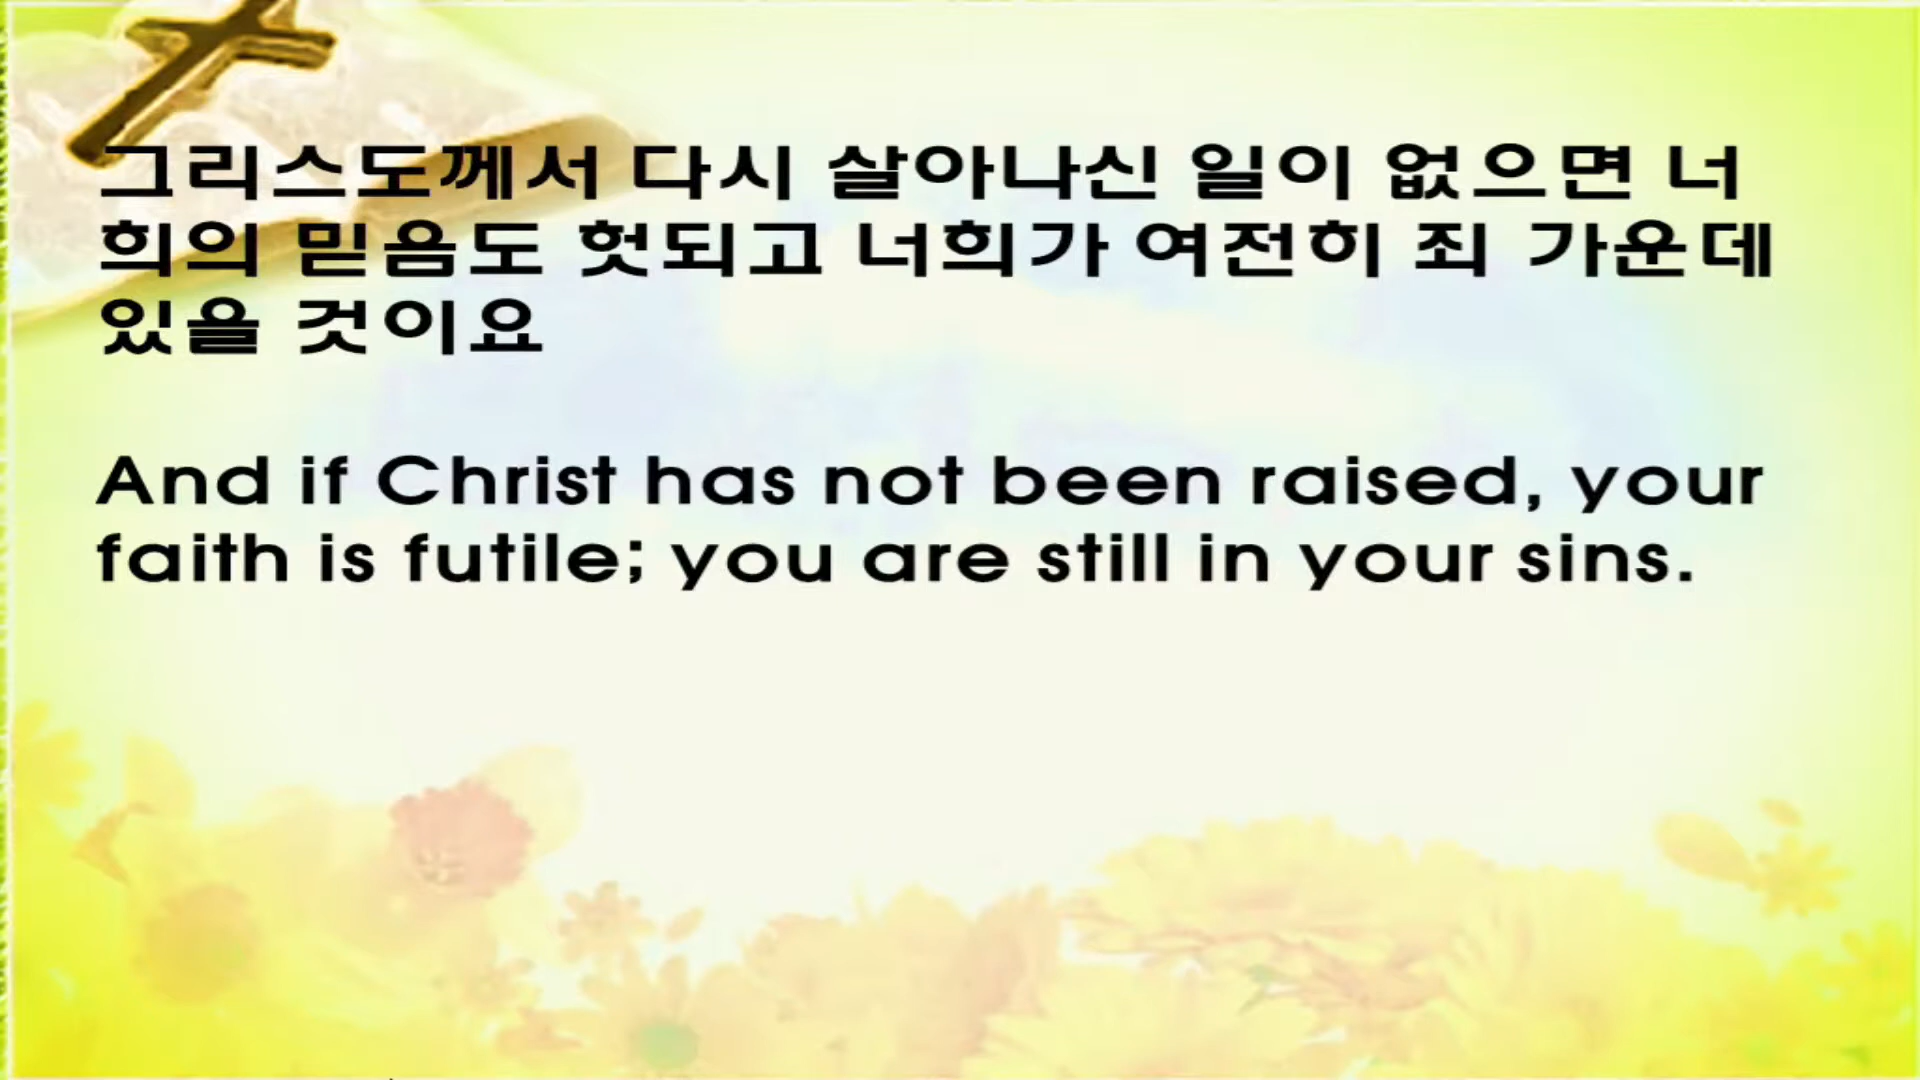 그리스도께서 다시 살아나신 일이 없으면 너
희의 믿음도 헛되고 너희가 여전히 죄 가운데
있을 것이요
And if Christ has not been raised, your
faith is futile; you are still in your sins.